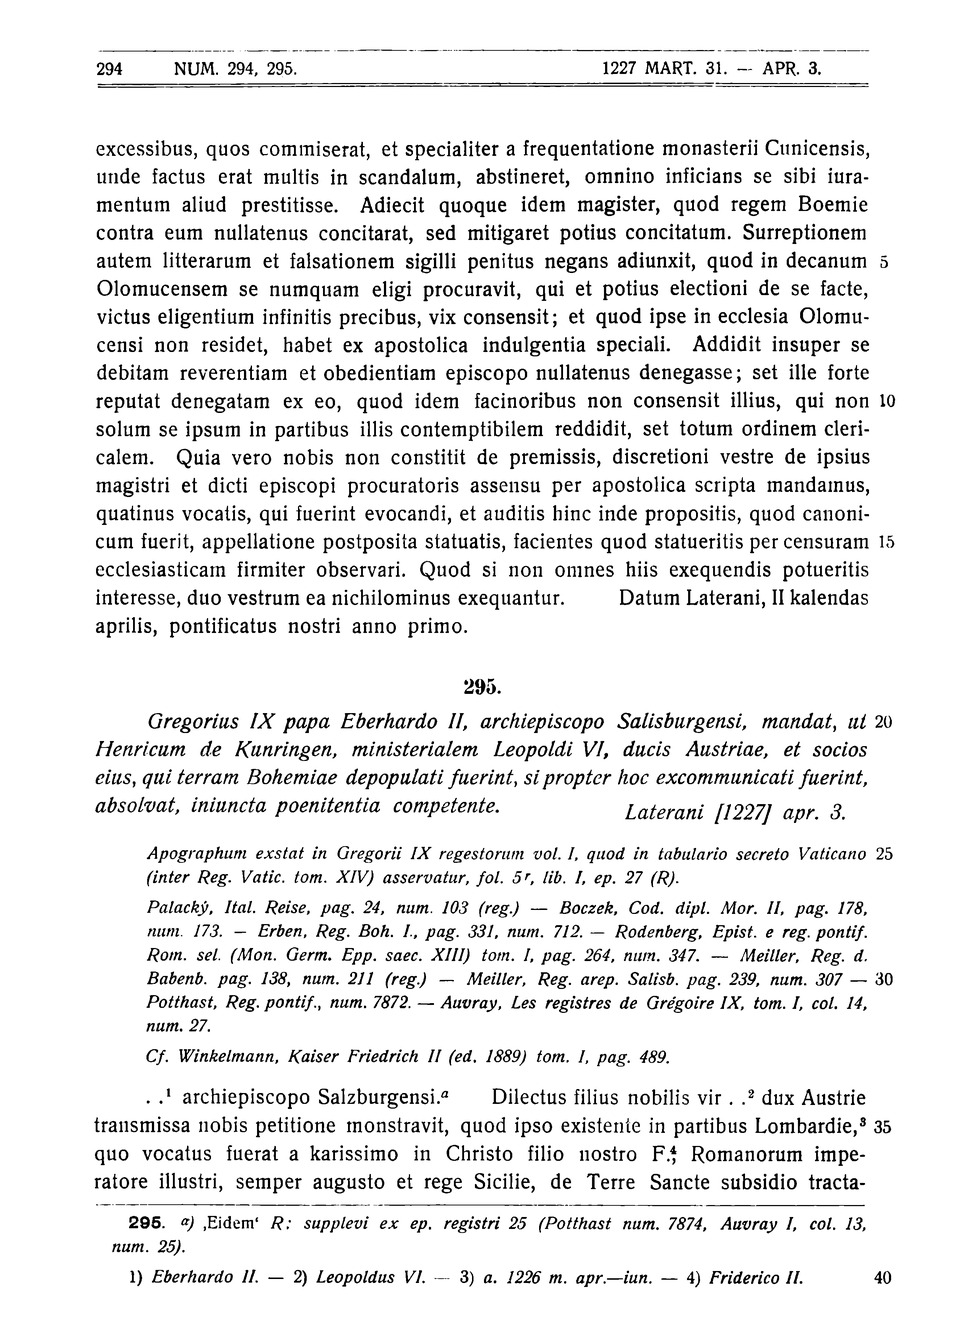 294 NUM. 294, 295. 1227 MART. 31. — APR. 3.
excessibus, quos commiserat, et specialiter a frequentatione monasterii Cunicensis,
unde factus erat multis in scandalum, abstineret, omnino inficians se sibi iura-
mentum aliud prestitisse. Adiecit quoque idem magister, quod regem Boemie
contra eum nullatenus concitarat, sed mitigaret potius concitatum. Surreptionem
autem litterarum et falsationem sigilli penitus negans adiunxit, quod in decanum 5
Olomucensem se numquam eligi procuravit, qui et potius electioni de se facte,
victus eligentium infinitis precibus, vix consensit; et quod ipse in ecclesia Olomu-
censi non residet, habet ex apostolica indulgentia speciali. Addidit insuper se
debitam reverentiam et obedientiam episcopo nullatenus denegasse; set ille forte
reputat denegatam ex eo, quod idem facinoribus non consensit illius, qui non 10
solum se ipsum in partibus illis contemptibilem reddidit, set totum ordinem cleri-
calem. Quia vero nobis non constitit de premissis, discretioni vestre de ipsius
magistri et dicti episcopi procuratoris assensu per apostolica scripta mandamus,
quatinus vocatis, qui fuerint evocandi, et auditis hinc inde propositis, quod canoni-
cum fuerit, appellatione postposita statuatis, facientes quod statueritis per censuram 15
ecclesiasticam firmiter observari. Quod si non omnes hiis exequendis potueritis
interesse, duo vestrum ea nichilominus exequantur. Datum Laterani, II kalendas
aprilis, pontificatus nostri anno primo.
295.
Gregorius IX papa Eberhardo II, archiepiscopo Salisburgensi, mandat, ut 20
Henricum de Kunringen, ministerialem Leopoldi VI, ducis Austriae, et socios
eius, qui terram Bohemiae depopulati fuerint, si propter hoc excommunicati fuerint,
absolvat, iniuncta poenitentia competente. Laterani [1227] apr. 3.
Apographum exstat in Gregorii IX regestorum vol. I, quod in tabulario secreto Vaticano 25
(inter Reg. Vatic. tom. XIV) asservatur, fol. 5r, lib. I, ep. 27 (R).
Palacký, Ital. Reise, pag. 24, num. 103 (reg.) — Boczek, Cod. dipl. Mor. II, pag. 178,
num. 173. — Erben, Reg. Boh. I., pag. 331, num. 712. — Rodenberg, Epist. e reg. pontif.
Rom. sel. (Mon. Germ. Epp. saec. XIII) tom. I, pag. 264, num. 347. — Meiller, Reg. d.
Babenb. pag. 138, num. 211 (reg.) — Meiller, Reg. arep. Salisb. pag. 239, num. 307 — 30
Potthast, Reg. pontif., num. 7872. — Auvray, Les registres de Grégoire IX, tom. I, col. 14,
num. 27.
Cf. Winkelmann, Kaiser Friedrich II (ed. 1889) tom. I, pag. 489.
. .¹ archiepiscopo Salzburgensi.ᵃ Dilectus filius nobilis vir . .² dux Austrie
transmissa nobis petitione monstravit, quod ipso existente in partibus Lombardie,³ 35
quo vocatus fuerat a karissimo in Christo filio nostro F.,⁴ Romanorum impe-
ratore illustri, semper augusto et rege Sicilie, de Terre Sancte subsidio tracta-
295. a) ‚Eidem‘ R: supplevi ex ep. registri 25 (Potthast num. 7874, Auvray I, col. 13,
num. 25).
1) Eberhardo II. — 2) Leopoldus VI. — 3) a. 1226 m. apr.—iun. — 4) Friderico II. 40